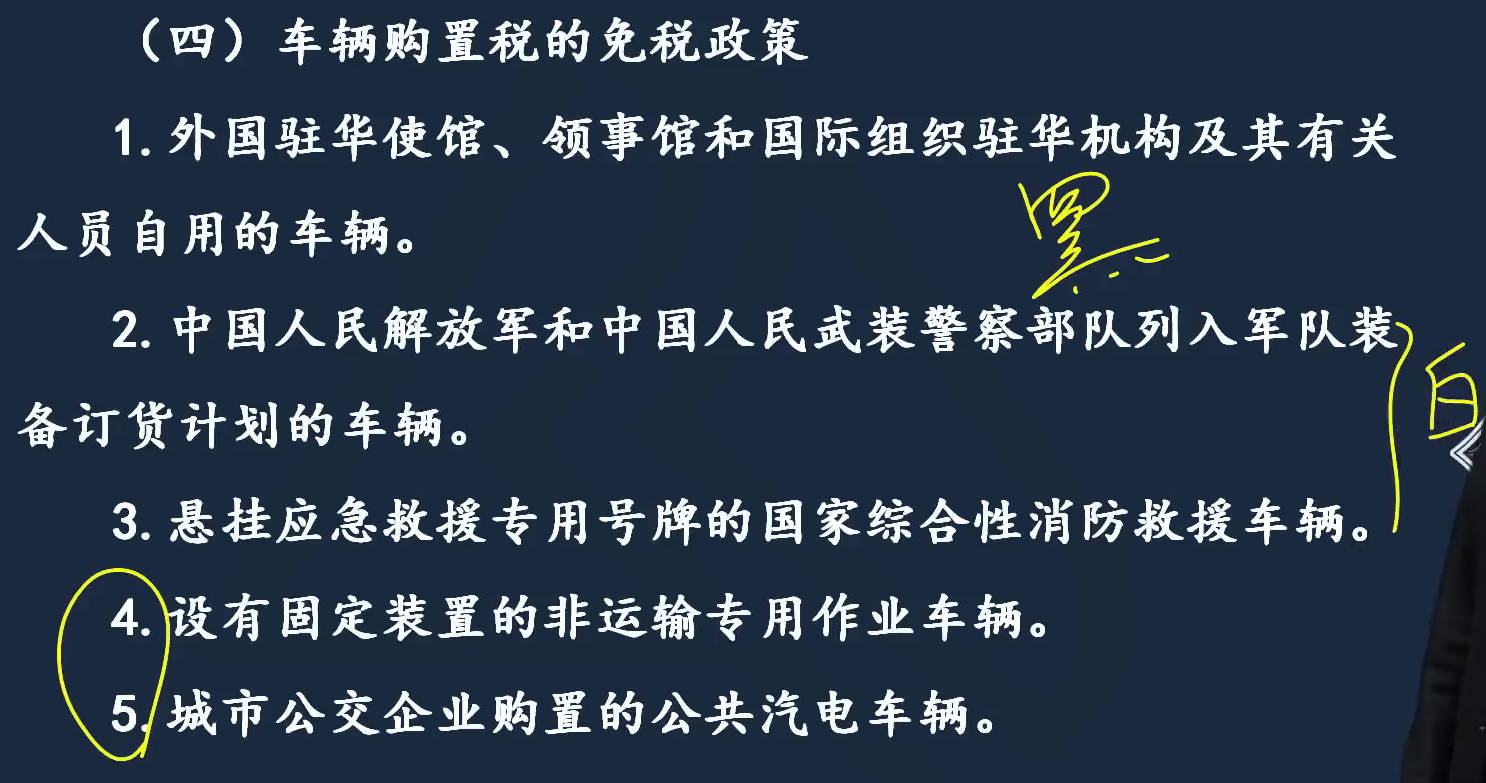 （四）车辆购置税的免税政策
1.外国驻华使馆、领事馆和国际组织驻华机构及其有关
人员自用的车辆。
黑
2.中国人民解放军和中国人民武装警察部队列入军队装
备订货计划的车辆。
白
3.悬挂应急救援专用号牌的国家综合性消防救援车辆。
4.设有固定装置的非运输专用作业车辆。
5.城市公交企业购置的公共汽电车辆。